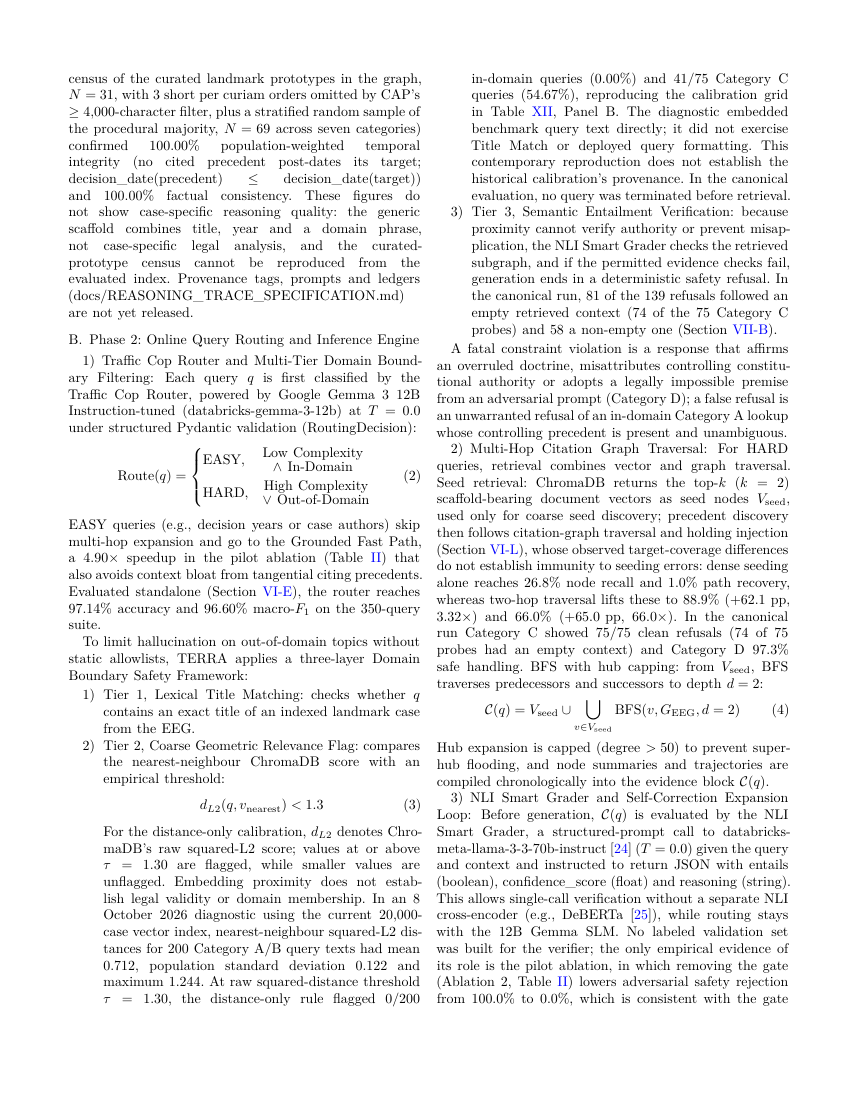 census of the curated landmark prototypes in the graph,
N = 31, with 3 short per curiam orders omitted by CAP's
≥ 4,000-character filter, plus a stratified random sample of
the procedural majority, N = 69 across seven categories)
confirmed 100.00% population-weighted temporal
integrity (no cited precedent post-dates its target;
decision_date(precedent) ≤ decision_date(target))
and 100.00% factual consistency. These figures do
not show case-specific reasoning quality: the generic
scaffold combines title, year and a domain phrase,
not case-specific legal analysis, and the curated-
prototype census cannot be reproduced from the
evaluated index. Provenance tags, prompts and ledgers
(docs/REASONING_TRACE_SPECIFICATION.md)
are not yet released.
B. Phase 2: Online Query Routing and Inference Engine
1) Traffic Cop Router and Multi-Tier Domain Bound-
ary Filtering: Each query q is first classified by the
Traffic Cop Router, powered by Google Gemma 3 12B
Instruction-tuned (databricks-gemma-3-12b) at T = 0.0
under structured Pydantic validation (RoutingDecision):
Route(q) = { EASY, Low Complexity ∧ In-Domain
HARD, High Complexity ∨ Out-of-Domain (2)
EASY queries (e.g., decision years or case authors) skip
multi-hop expansion and go to the Grounded Fast Path,
a 4.90× speedup in the pilot ablation (Table II) that
also avoids context bloat from tangential citing precedents.
Evaluated standalone (Section VI-E), the router reaches
97.14% accuracy and 96.60% macro-F1 on the 350-query
suite.
To limit hallucination on out-of-domain topics without
static allowlists, TERRA applies a three-layer Domain
Boundary Safety Framework:
1) Tier 1, Lexical Title Matching: checks whether q
contains an exact title of an indexed landmark case
from the EEG.
2) Tier 2, Coarse Geometric Relevance Flag: compares
the nearest-neighbour ChromaDB score with an
empirical threshold:
dL2(q, vnearest) < 1.3 (3)
For the distance-only calibration, dL2 denotes Chro-
maDB's raw squared-L2 score; values at or above
τ = 1.30 are flagged, while smaller values are
unflagged. Embedding proximity does not estab-
lish legal validity or domain membership. In an 8
October 2026 diagnostic using the current 20,000-
case vector index, nearest-neighbour squared-L2 dis-
tances for 200 Category A/B query texts had mean
0.712, population standard deviation 0.122 and
maximum 1.244. At raw squared-distance threshold
τ = 1.30, the distance-only rule flagged 0/200
in-domain queries (0.00%) and 41/75 Category C
queries (54.67%), reproducing the calibration grid
in Table XII, Panel B. The diagnostic embedded
benchmark query text directly; it did not exercise
Title Match or deployed query formatting. This
contemporary reproduction does not establish the
historical calibration's provenance. In the canonical
evaluation, no query was terminated before retrieval.
3) Tier 3, Semantic Entailment Verification: because
proximity cannot verify authority or prevent misap-
plication, the NLI Smart Grader checks the retrieved
subgraph, and if the permitted evidence checks fail,
generation ends in a deterministic safety refusal. In
the canonical run, 81 of the 139 refusals followed an
empty retrieved context (74 of the 75 Category C
probes) and 58 a non-empty one (Section VII-B).
A fatal constraint violation is a response that affirms
an overruled doctrine, misattributes controlling constitu-
tional authority or adopts a legally impossible premise
from an adversarial prompt (Category D); a false refusal is
an unwarranted refusal of an in-domain Category A lookup
whose controlling precedent is present and unambiguous.
2) Multi-Hop Citation Graph Traversal: For HARD
queries, retrieval combines vector and graph traversal.
Seed retrieval: ChromaDB returns the top-k (k = 2)
scaffold-bearing document vectors as seed nodes Vseed,
used only for coarse seed discovery; precedent discovery
then follows citation-graph traversal and holding injection
(Section VI-L), whose observed target-coverage differences
do not establish immunity to seeding errors: dense seeding
alone reaches 26.8% node recall and 1.0% path recovery,
whereas two-hop traversal lifts these to 88.9% (+62.1 pp,
3.32×) and 66.0% (+65.0 pp, 66.0×). In the canonical
run Category C showed 75/75 clean refusals (74 of 75
probes had an empty context) and Category D 97.3%
safe handling. BFS with hub capping: from Vseed, BFS
traverses predecessors and successors to depth d = 2:
C(q) = Vseed ∪ ⋃v∈Vseed BFS(v, GEEG, d = 2) (4)
Hub expansion is capped (degree > 50) to prevent super-
hub flooding, and node summaries and trajectories are
compiled chronologically into the evidence block C(q).
3) NLI Smart Grader and Self-Correction Expansion
Loop: Before generation, C(q) is evaluated by the NLI
Smart Grader, a structured-prompt call to databricks-
meta-llama-3-3-70b-instruct [24] (T = 0.0) given the query
and context and instructed to return JSON with entails
(boolean), confidence_score (float) and reasoning (string).
This allows single-call verification without a separate NLI
cross-encoder (e.g., DeBERTa [25]), while routing stays
with the 12B Gemma SLM. No labeled validation set
was built for the verifier; the only empirical evidence of
its role is the pilot ablation, in which removing the gate
(Ablation 2, Table II) lowers adversarial safety rejection
from 100.0% to 0.0%, which is consistent with the gate